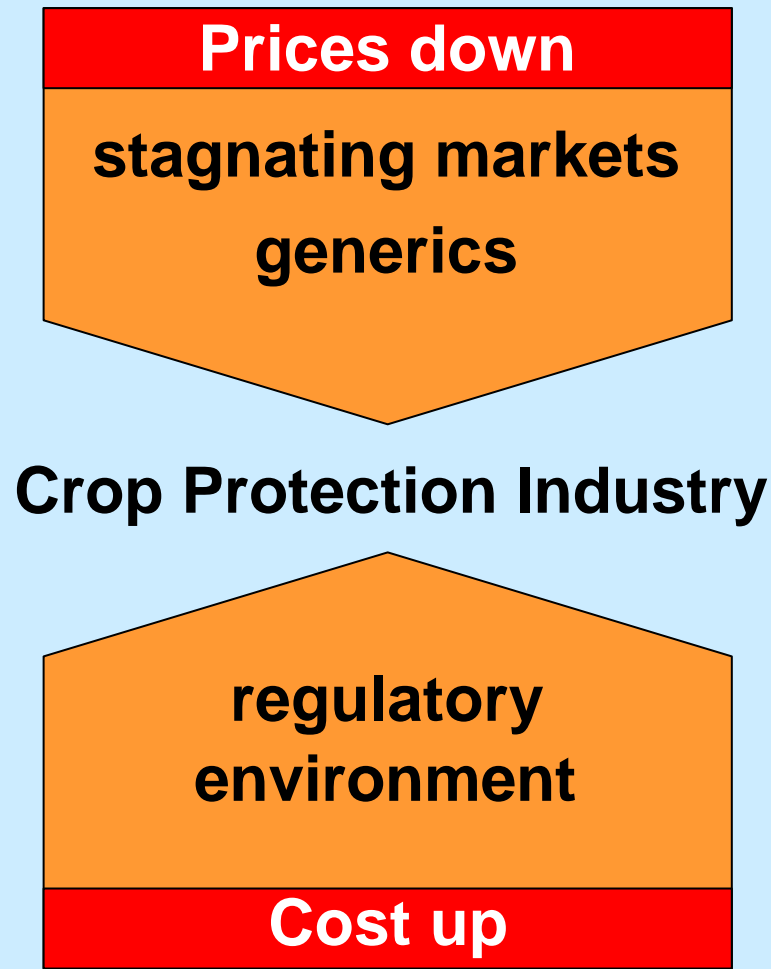 Prices down
stagnating markets
generics
Crop Protection Industry
regulatory
environment
Cost up